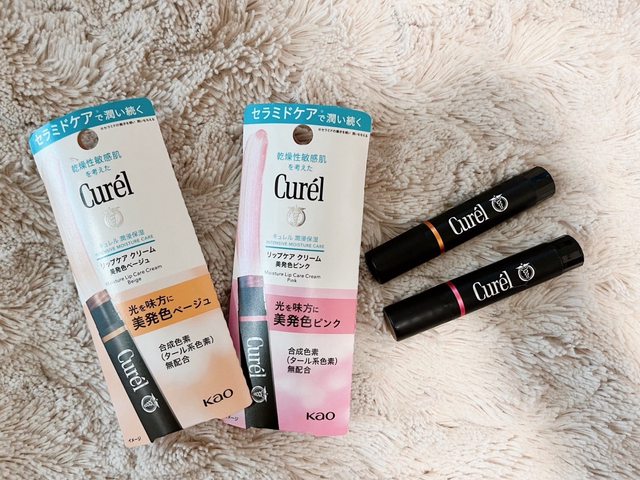 セラミドケアで潤い続く
乾燥性敏感肌
を考えた
Curél
キュレル 潤浸保湿
INTENSIVE MOISTURE CARE
リップケア クリーム
美発色ベージュ
Moisture Lip Care Cream
Beige
光を味方に
美発色ベージュ
合成色素
(タール系色素)
無配合
Kao
イメージ
セラミドケアで潤い続く
乾燥性敏感肌
を考えた
Curél
キュレル 潤浸保湿
INTENSIVE MOISTURE CARE
リップケア クリーム
美発色ピンク
Moisture Lip Care Cream
Pink
光を味方に
美発色ピンク
合成色素
(タール系色素)
無配合
Kao
イメージ
Curél
Curél